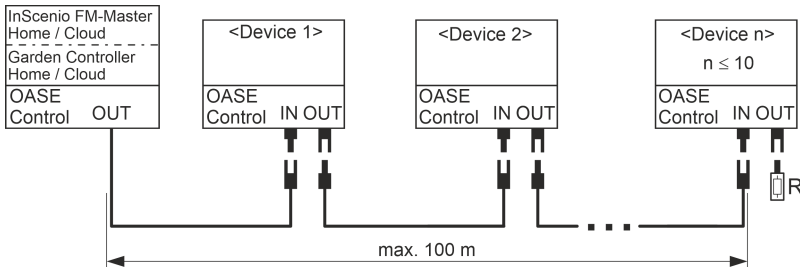 InScenio FM-Master
Home / Cloud
Garden Controller
Home / Cloud
OASE
Control OUT
<Device 1>
OASE
Control IN OUT
<Device 2>
OASE
Control IN OUT
<Device n>
n ≤ 10
OASE
Control IN OUT
R
max. 100 m